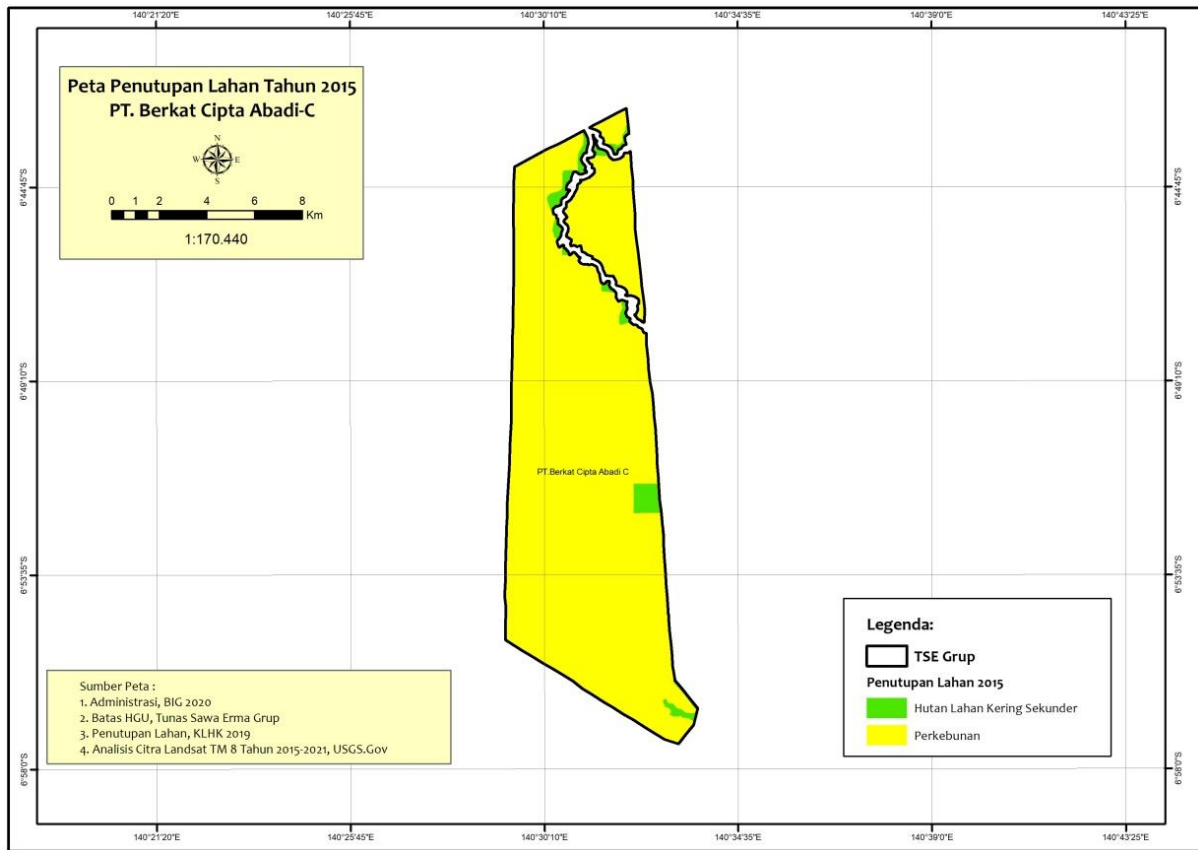 140°21'20"E 140°25'45"E 140°30'10"E 140°34'35"E 140°39'0"E 140°43'25"E
Peta Penutupan Lahan Tahun 2015
PT. Berkat Cipta Abadi-C
N
W E
S
0 1 2 4 6 8
Km
1:170.440
6°44'45"S 6°44'45"S
6°49'10"S 6°49'10"S
PT.Berkat Cipta Abadi C
6°53'35"S 6°53'35"S
Legenda:
TSE Grup
Penutupan Lahan 2015
Hutan Lahan Kering Sekunder
Perkebunan
Sumber Peta :
1. Administrasi, BIG 2020
2. Batas HGU, Tunas Sawa Erma Grup
3. Penutupan Lahan, KLHK 2019
4. Analisis Citra Landsat TM 8 Tahun 2015-2021, USGS.Gov
6°58'0"S 6°58'0"S
140°21'20"E 140°25'45"E 140°30'10"E 140°34'35"E 140°39'0"E 140°43'25"E